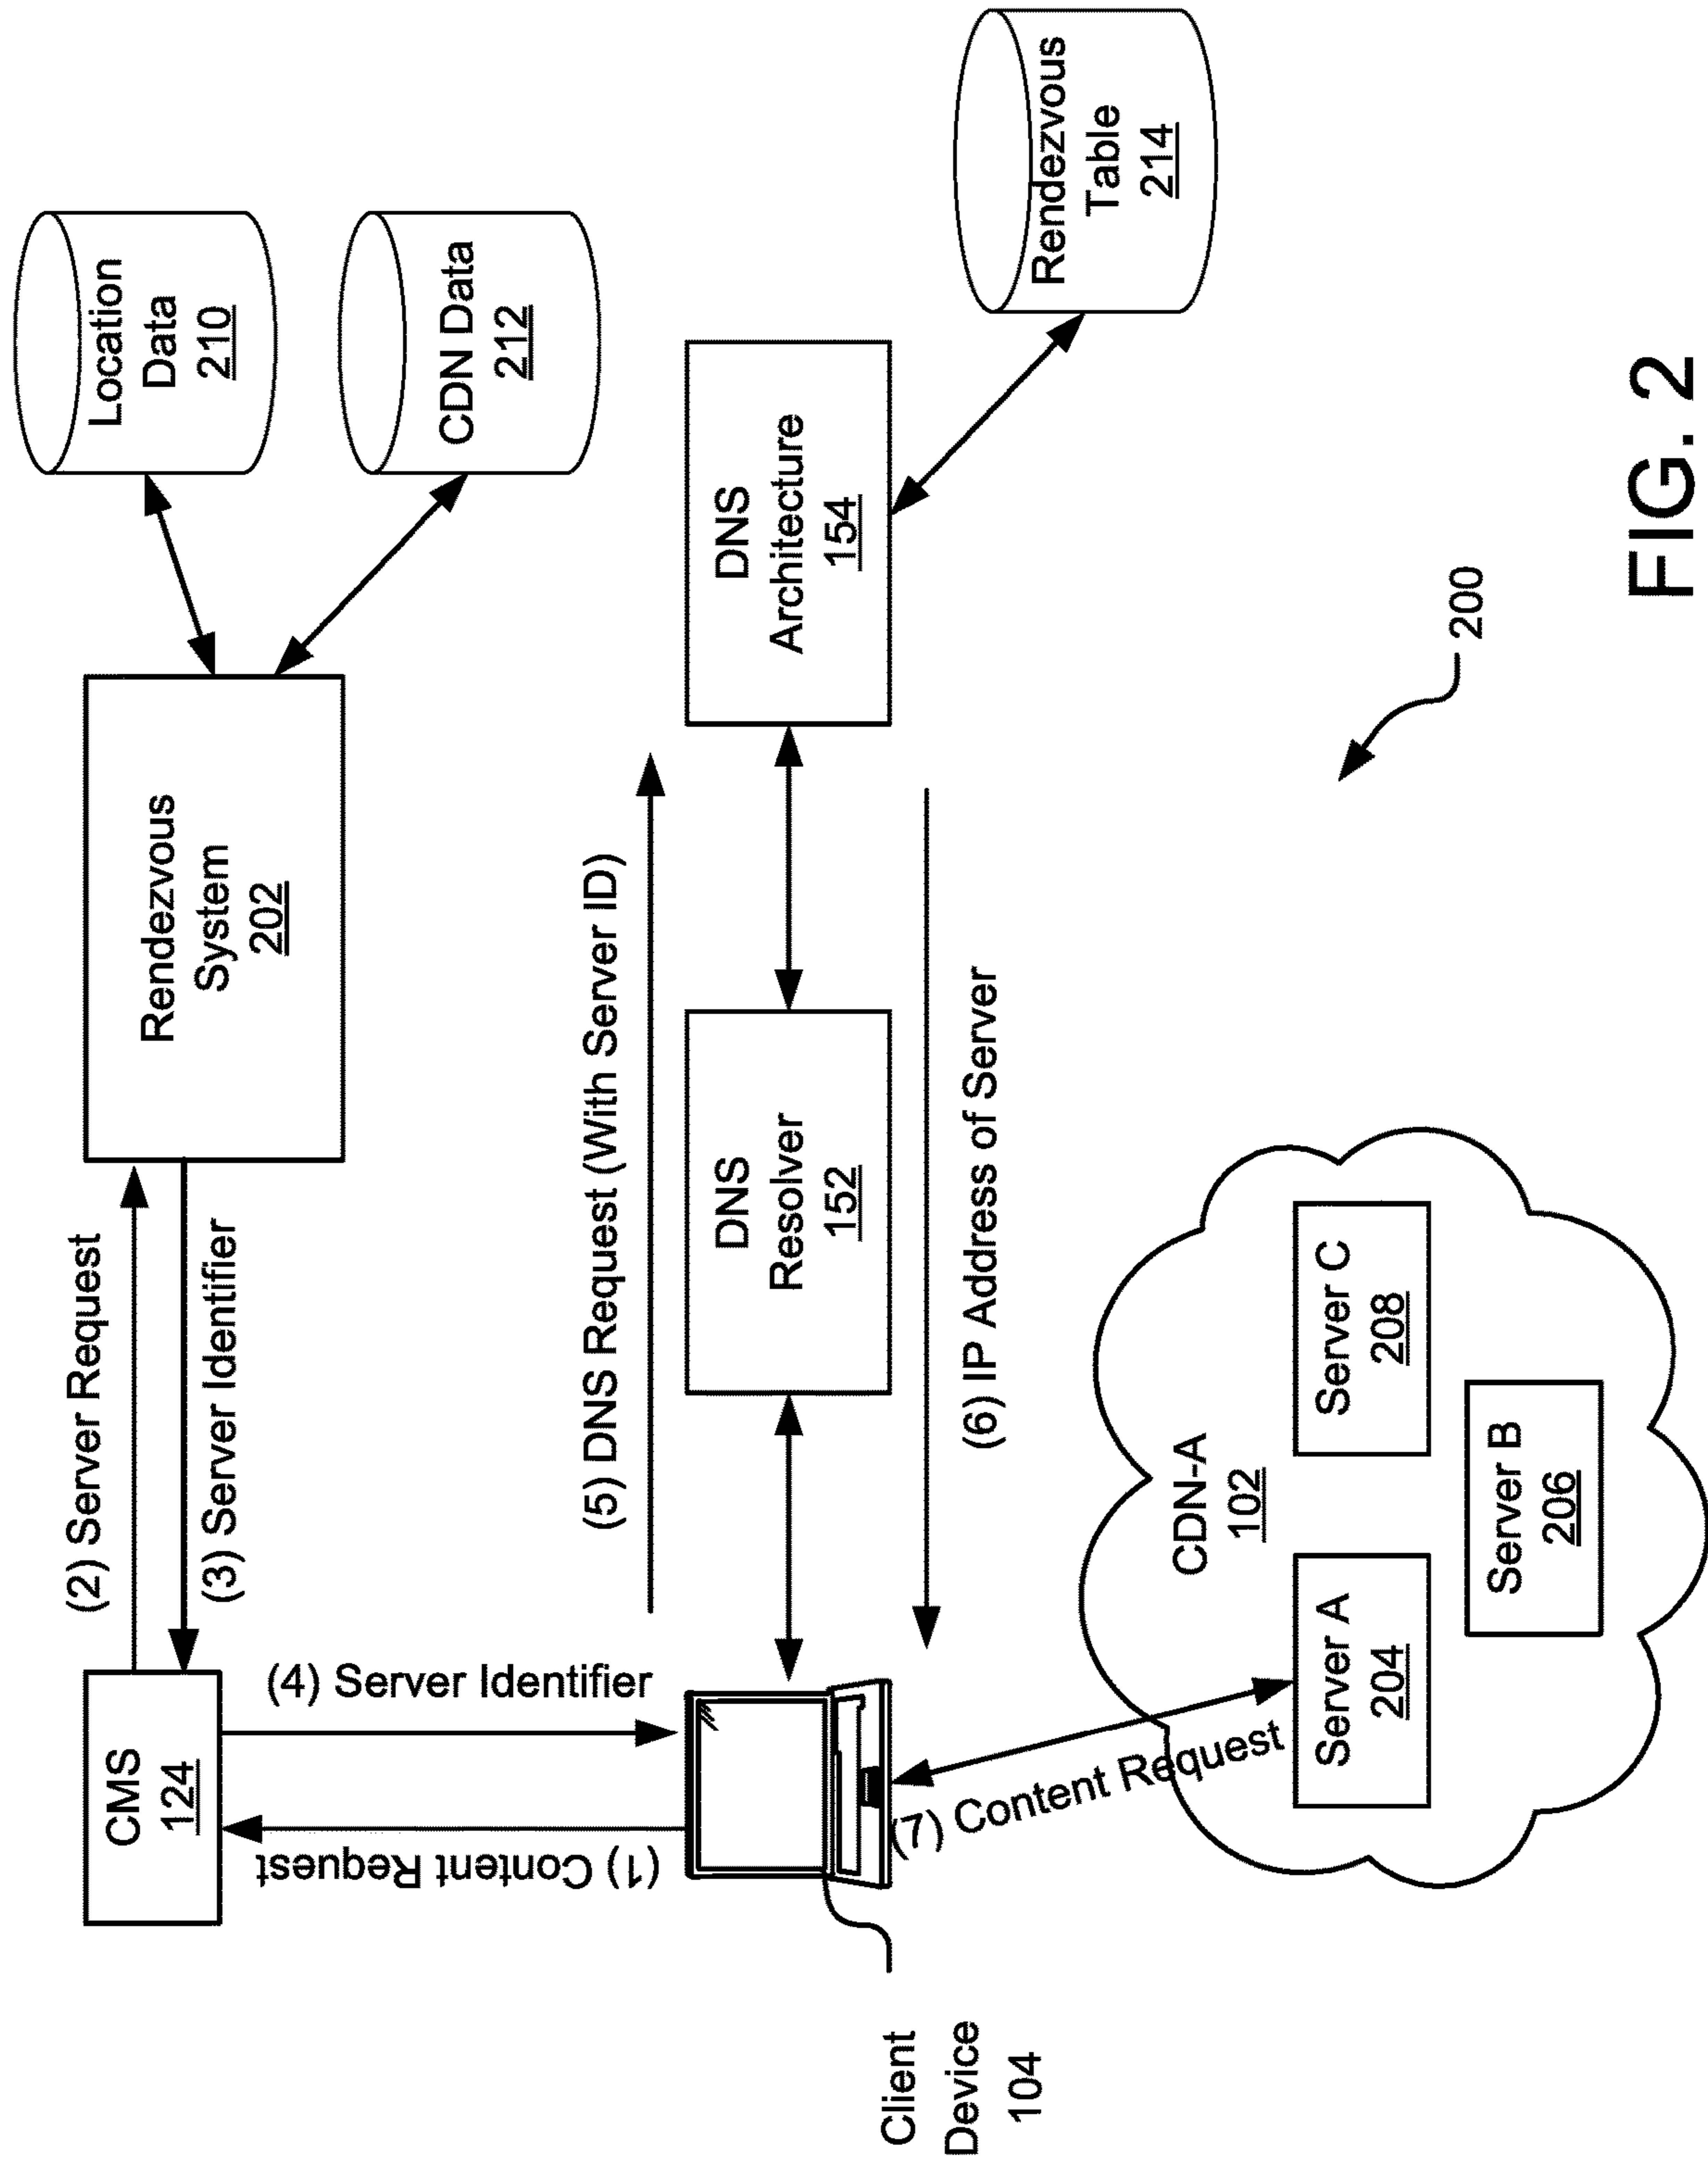 CMS
124
(2) Server Request
(3) Server Identifier
Rendezvous
System
202
Location
Data
210
CDN Data
212
(1) Content Request
(4) Server Identifier
(5) DNS Request (With Server ID)
Client
Device
104
DNS
Resolver
152
DNS
Architecture
154
Rendezvous
Table
214
(6) IP Address of Server
(7) Content Request
CDN-A
102
Server A
204
Server C
208
Server B
206
200
FIG. 2